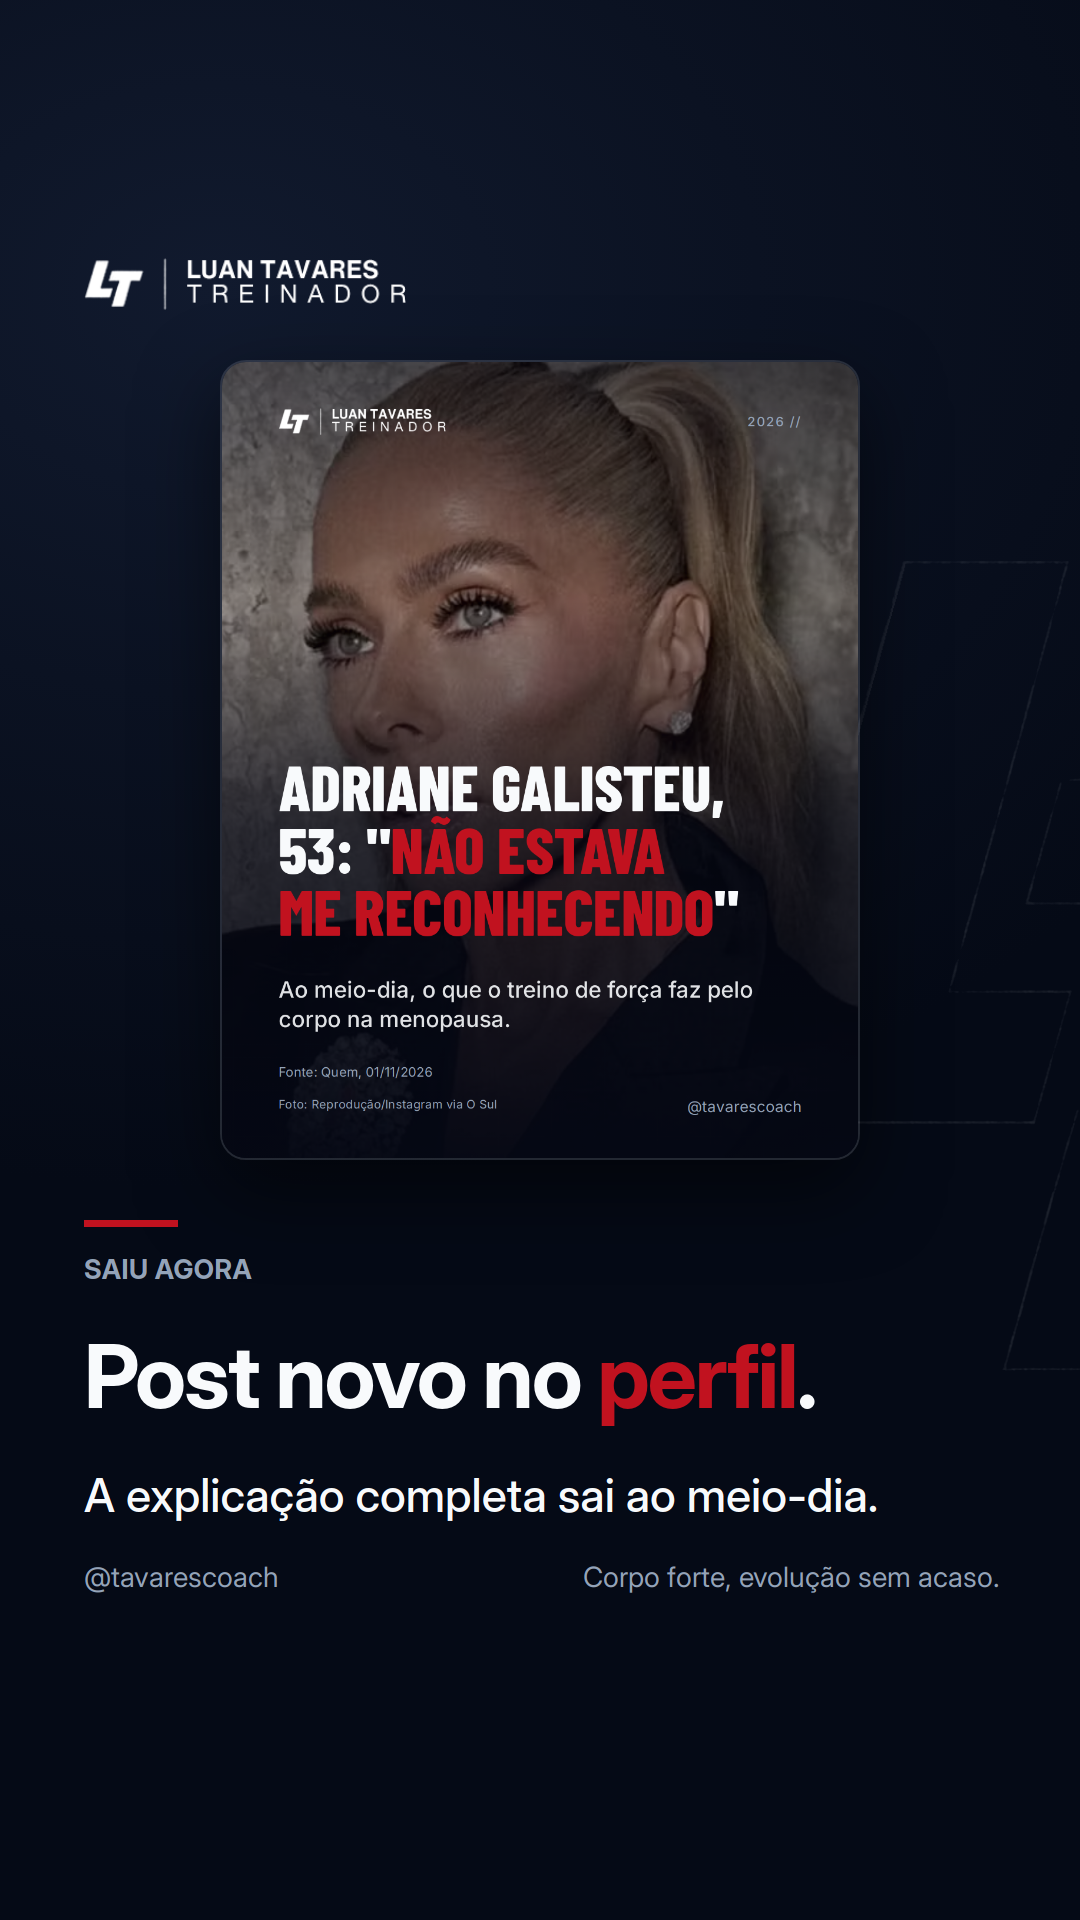 LT LUAN TAVARES
TREINADOR
LT LUAN TAVARES
TREINADOR
2026 //
ADRIANE GALISTEU,
53: "NÃO ESTAVA
ME RECONHECENDO"
Ao meio-dia, o que o treino de força faz pelo
corpo na menopausa.
Fonte: Quem, 01/11/2026
Foto: Reprodução/Instagram via O Sul
@tavarescoach
SAIU AGORA
Post novo no perfil.
A explicação completa sai ao meio-dia.
@tavarescoach
Corpo forte, evolução sem acaso.